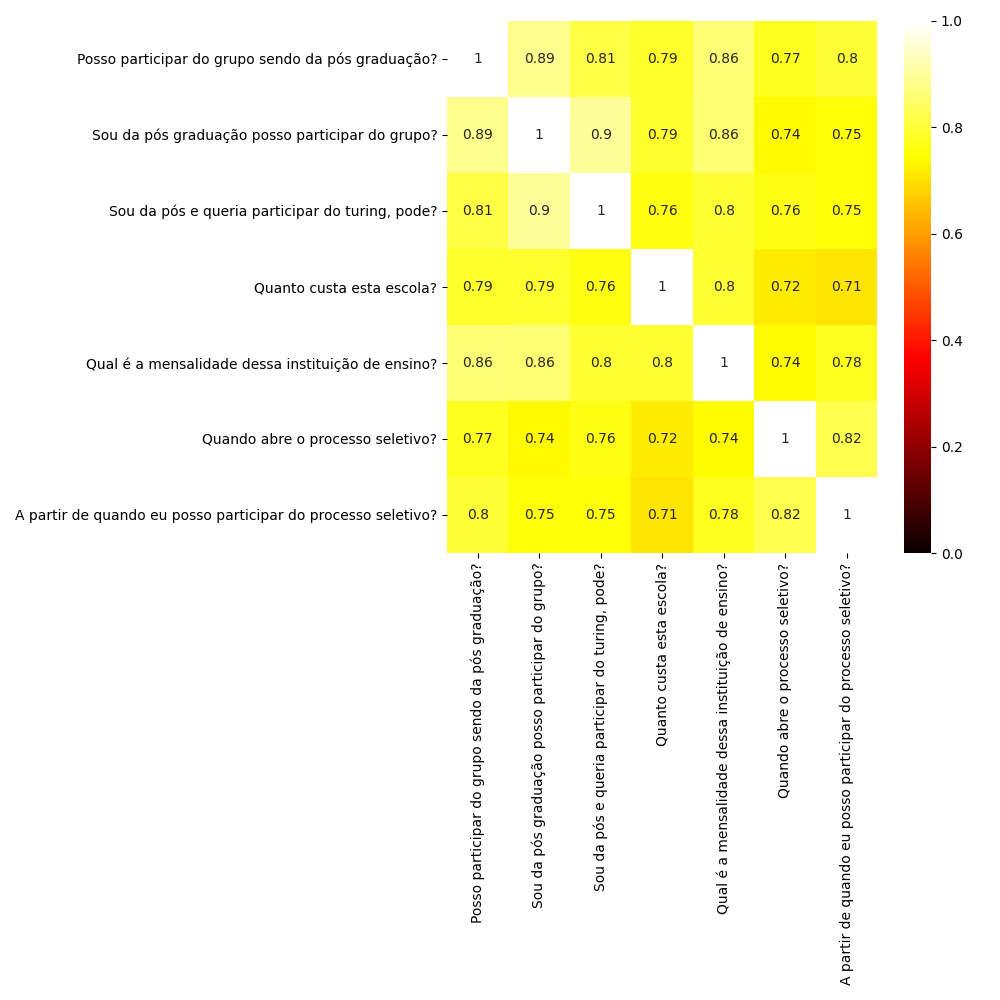 Posso participar do grupo sendo da pós graduação? 1 0.89 0.81 0.79 0.86 0.77 0.8
Sou da pós graduação posso participar do grupo? 0.89 1 0.9 0.79 0.86 0.74 0.75
Sou da pós e queria participar do turing, pode? 0.81 0.9 1 0.76 0.8 0.76 0.75
Quanto custa esta escola? 0.79 0.79 0.76 1 0.8 0.72 0.71
Qual é a mensalidade dessa instituição de ensino? 0.86 0.86 0.8 0.8 1 0.74 0.78
Quando abre o processo seletivo? 0.77 0.74 0.76 0.72 0.74 1 0.82
A partir de quando eu posso participar do processo seletivo? 0.8 0.75 0.75 0.71 0.78 0.82 1
Posso participar do grupo sendo da pós graduação?
Sou da pós graduação posso participar do grupo?
Sou da pós e queria participar do turing, pode?
Quanto custa esta escola?
Qual é a mensalidade dessa instituição de ensino?
Quando abre o processo seletivo?
A partir de quando eu posso participar do processo seletivo?
1.0
0.8
0.6
0.4
0.2
0.0